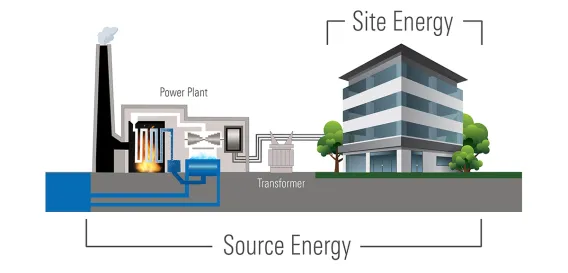 Site Energy
Power Plant
Transformer
Source Energy